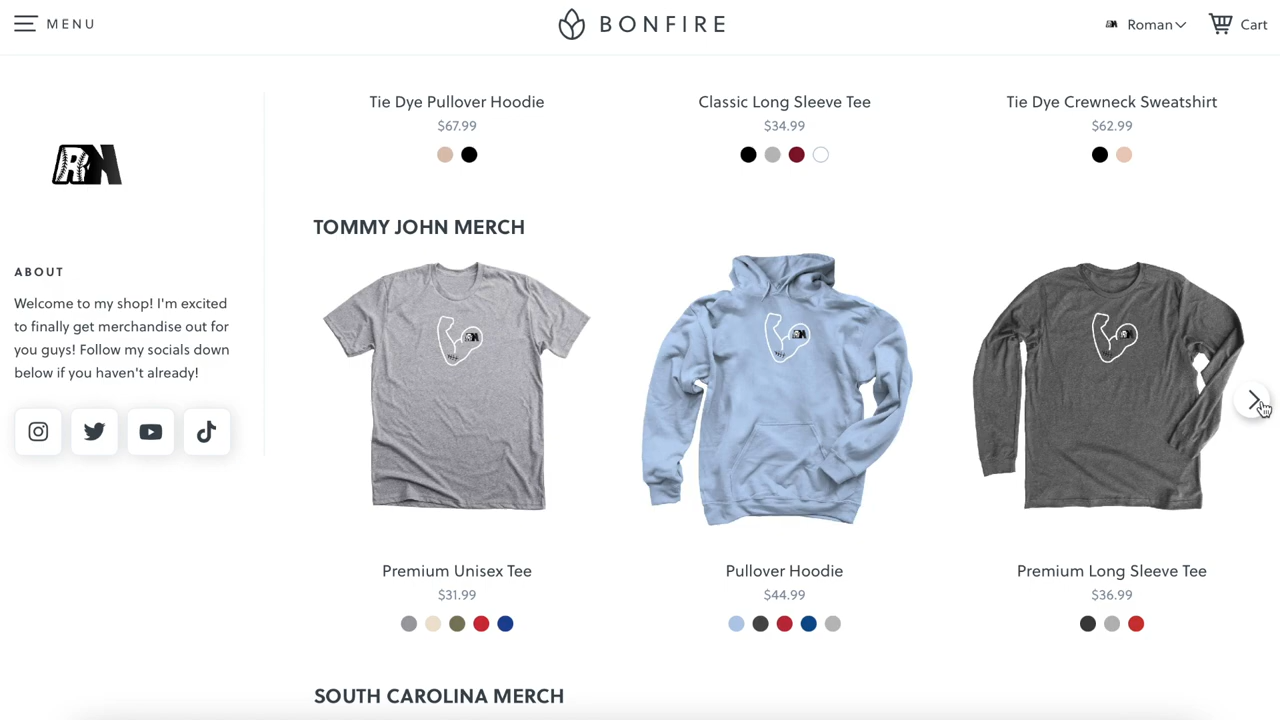 MENU
BONFIRE
Roman
Cart
Tie Dye Pullover Hoodie
$67.99
Classic Long Sleeve Tee
$34.99
Tie Dye Crewneck Sweatshirt
$62.99
RN
ABOUT
Welcome to my shop! I'm excited
to finally get merchandise out for
you guys! Follow my socials down
below if you haven't already!
TOMMY JOHN MERCH
Premium Unisex Tee
$31.99
Pullover Hoodie
$44.99
Premium Long Sleeve Tee
$36.99
SOUTH CAROLINA MERCH